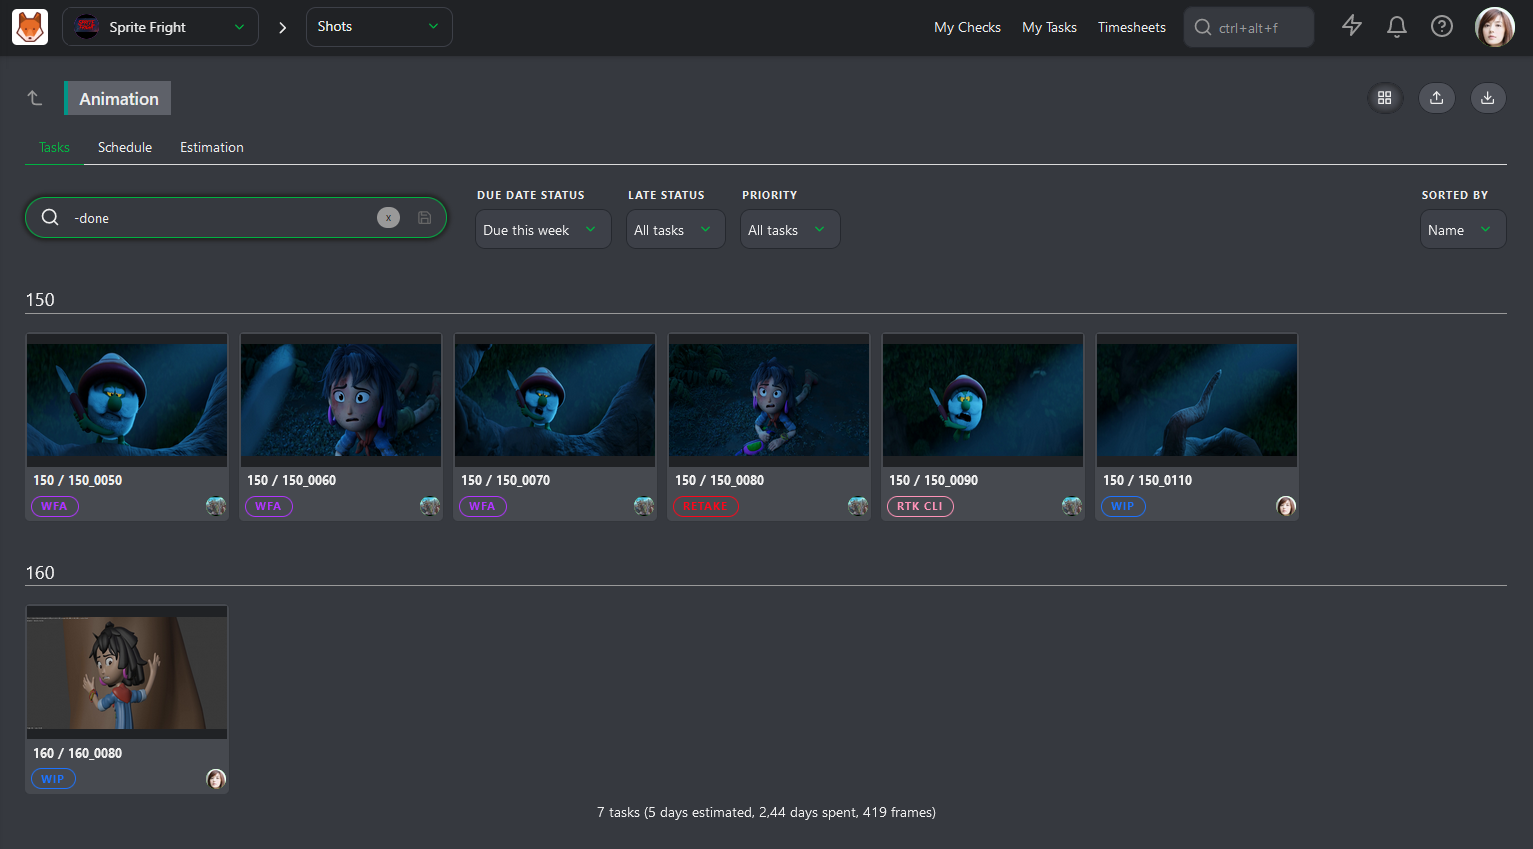 Sprite Fright
Shots
My Checks
My Tasks
Timesheets
ctrl+alt+f
Animation
Tasks
Schedule
Estimation
-done
x
DUE DATE STATUS
Due this week
LATE STATUS
All tasks
PRIORITY
All tasks
SORTED BY
Name
150
150 / 150_0050
WFA
150 / 150_0060
WFA
150 / 150_0070
WFA
150 / 150_0080
RETAKE
150 / 150_0090
RTK CLI
150 / 150_0110
WIP
160
160 / 160_0080
WIP
7 tasks (5 days estimated, 2,44 days spent, 419 frames)